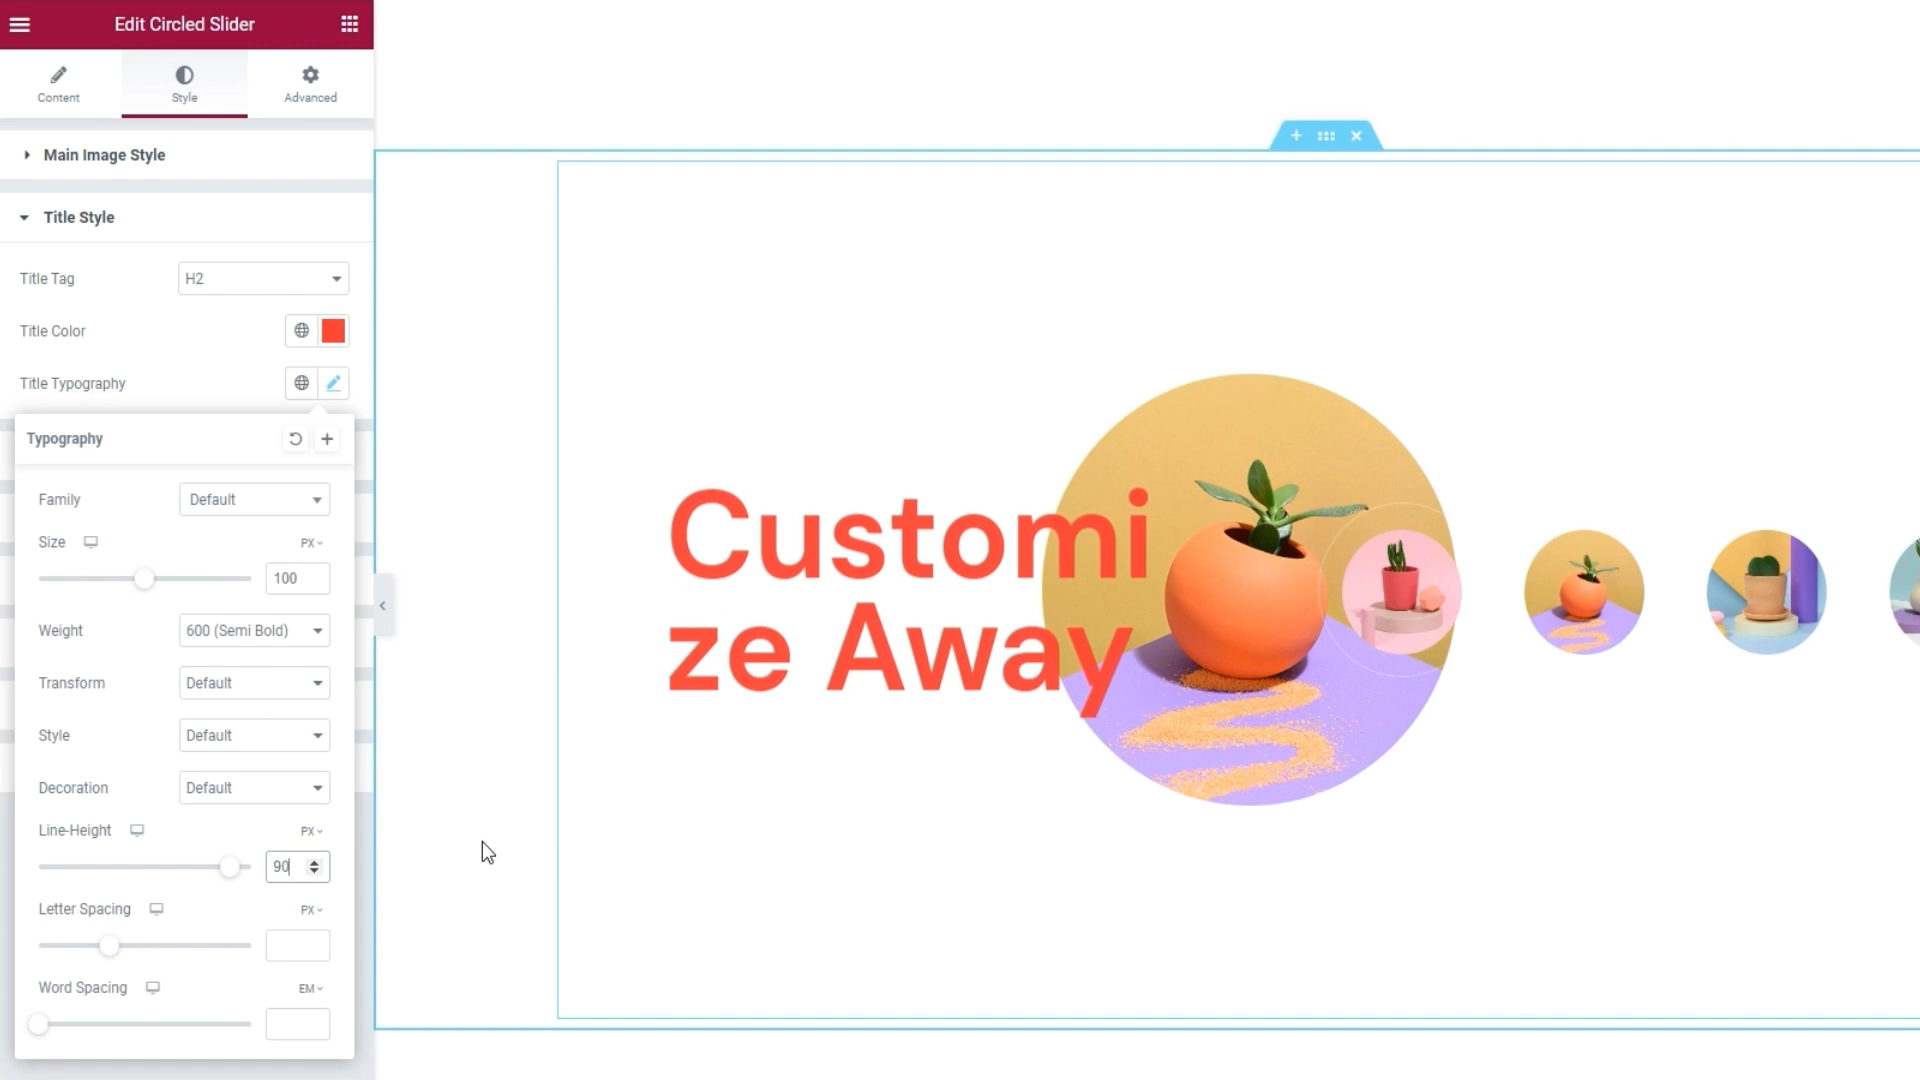 Edit Circled Slider
Content
Style
Advanced
Main Image Style
Title Style
Title Tag
H2
Title Color
Title Typography
Typography
Family
Default
Size
PX
100
Weight
600 (Semi Bold)
Transform
Default
Style
Default
Decoration
Default
Line-Height
PX
90
Letter Spacing
PX
Word Spacing
EM
Customi
ze Away